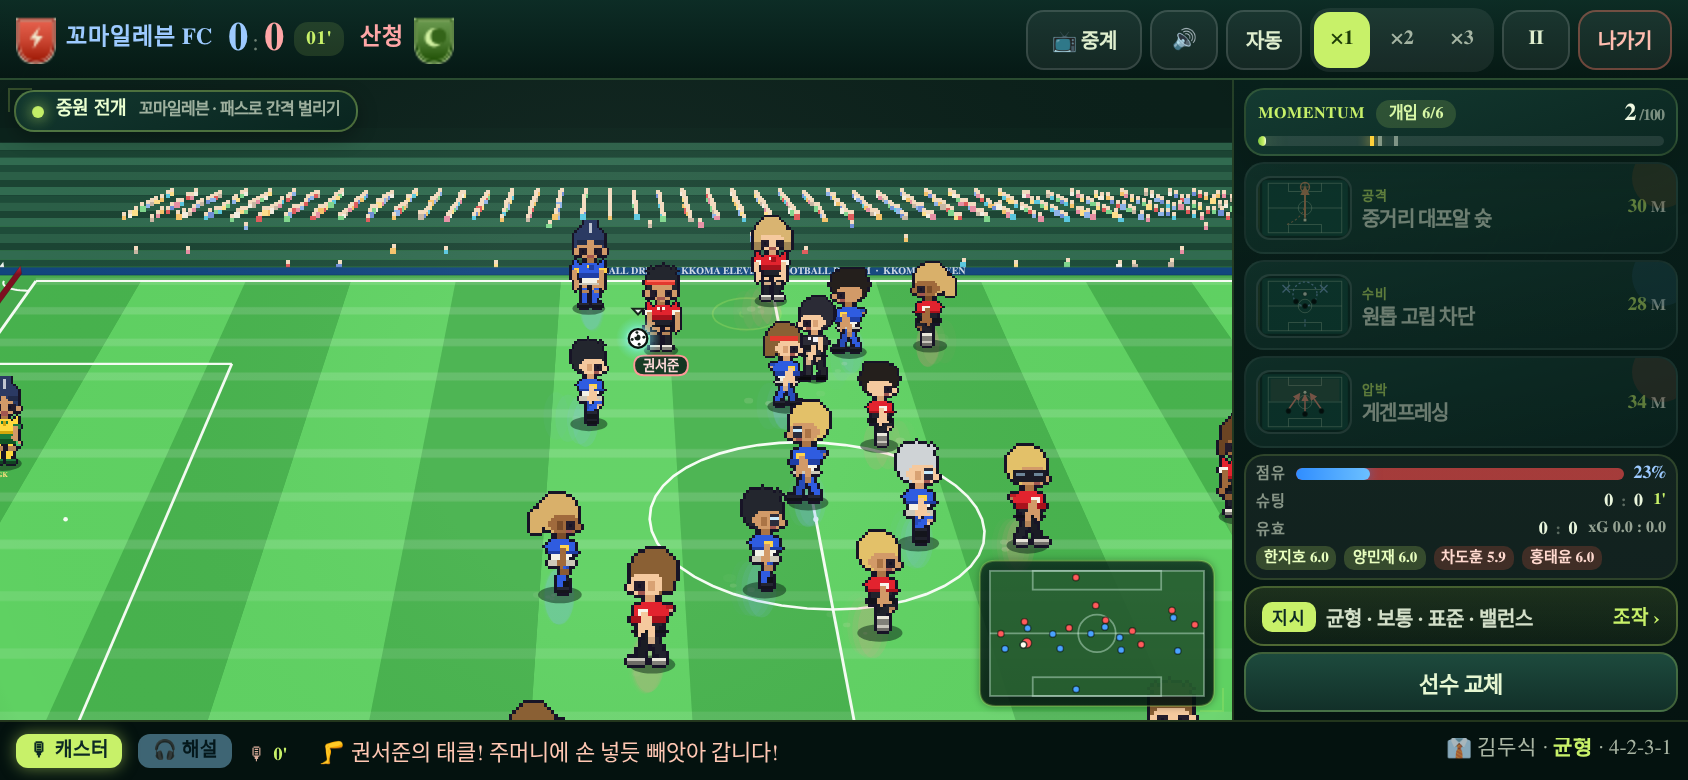 꼬마일레븐 FC 0 : 0 01' 산청
📺 중계 🔊 자동 ×1 ×2 ×3 II 나가기
중원 전개 꼬마일레븐 · 패스로 간격 벌리기
MOMENTUM 개입 6/6 2 /100
공격
중거리 대포알 슛 30 M
수비
원톱 고립 차단 28 M
압박
게겐프레싱 34 M
권서준
점유 23%
슈팅 0 : 0 1'
유효 0 : 0 xG 0.0 : 0.0
한지호 6.0 양민재 6.0 차도훈 5.9 홍태윤 6.0
지시 균형 · 보통 · 표준 · 밸런스 조작 ›
선수 교체
🎙 캐스터 🎧 해설 🎙 0' 권서준의 태클! 주머니에 손 넣듯 빼앗아 갑니다!
👔 김두식 · 균형 · 4-2-3-1